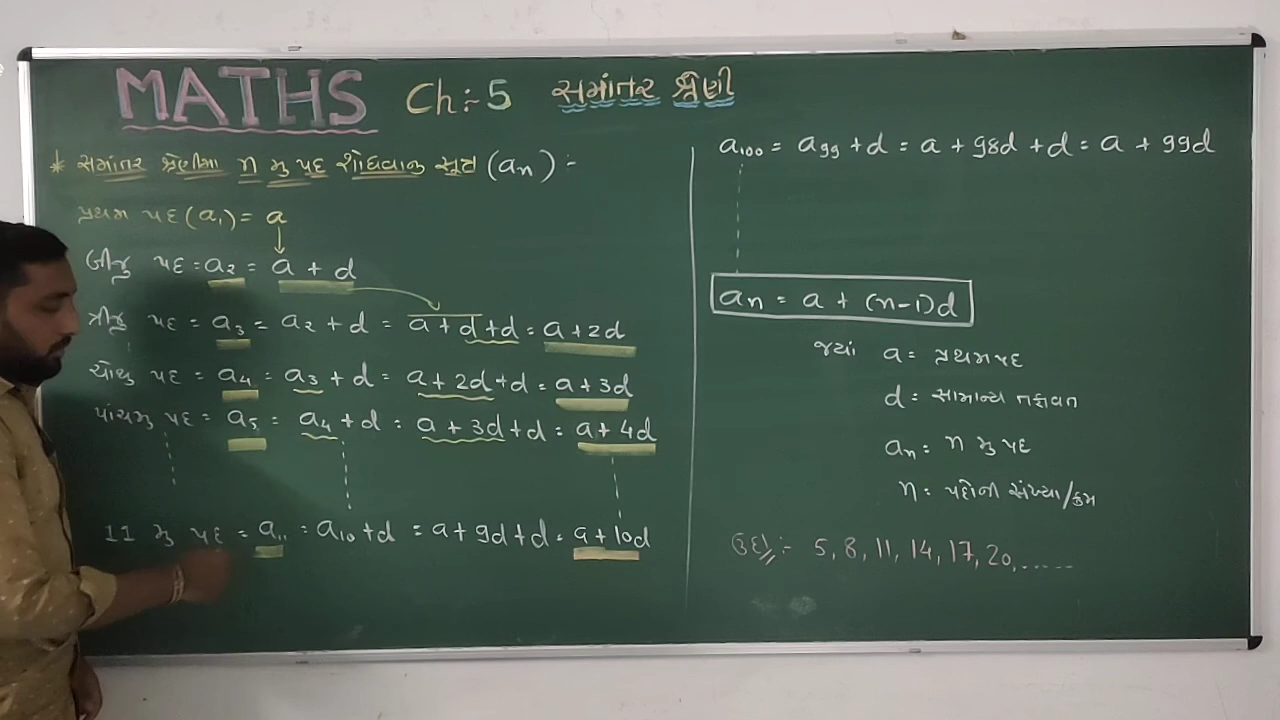 MATHS Ch:- 5 સમાંતર શ્રેણી
* સમાંતર શ્રેણીમા n મુ પદ શોધવાનુ સૂત્ર (aₙ) :-
પ્રથમ પદ (a₁) = a
બીજુ પદ = a₂ = a + d
ત્રીજુ પદ = a₃ = a₂ + d = a + d + d = a + 2d
ચોથુ પદ = a₄ = a₃ + d = a + 2d + d = a + 3d
પાંચમુ પદ = a₅ = a₄ + d = a + 3d + d = a + 4d
11 મુ પદ = a₁₁ = a₁₀ + d = a + 9d + d = a + 10d
a₁₀₀ = a₉₉ + d = a + 98d + d = a + 99d
aₙ = a + (n-1)d
જ્યાં a = પ્રથમ પદ
d = સામાન્ય તફાવત
aₙ = n મુ પદ
n = પદોની સંખ્યા/ક્રમ
ઉદા :- 5, 8, 11, 14, 17, 20, ......